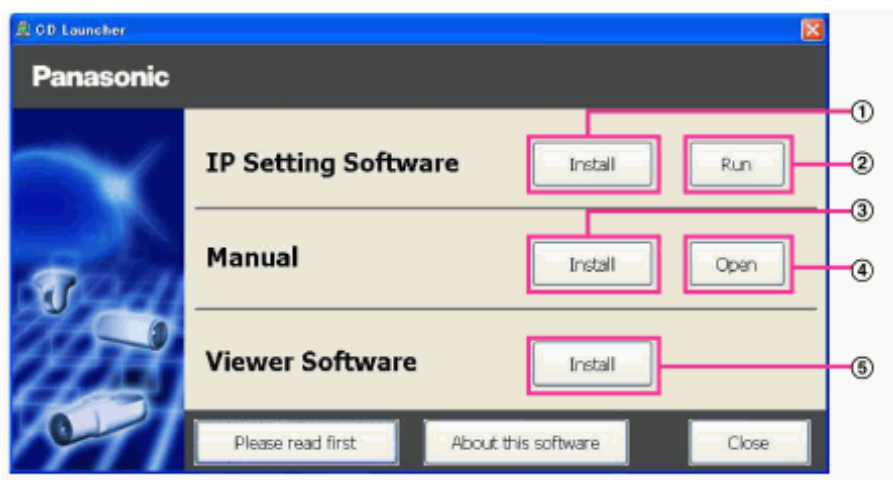 CD Launcher
Panasonic
①
IP Setting Software Install Run ②
③
Manual Install Open ④
Viewer Software Install ⑤
Please read first About this software Close